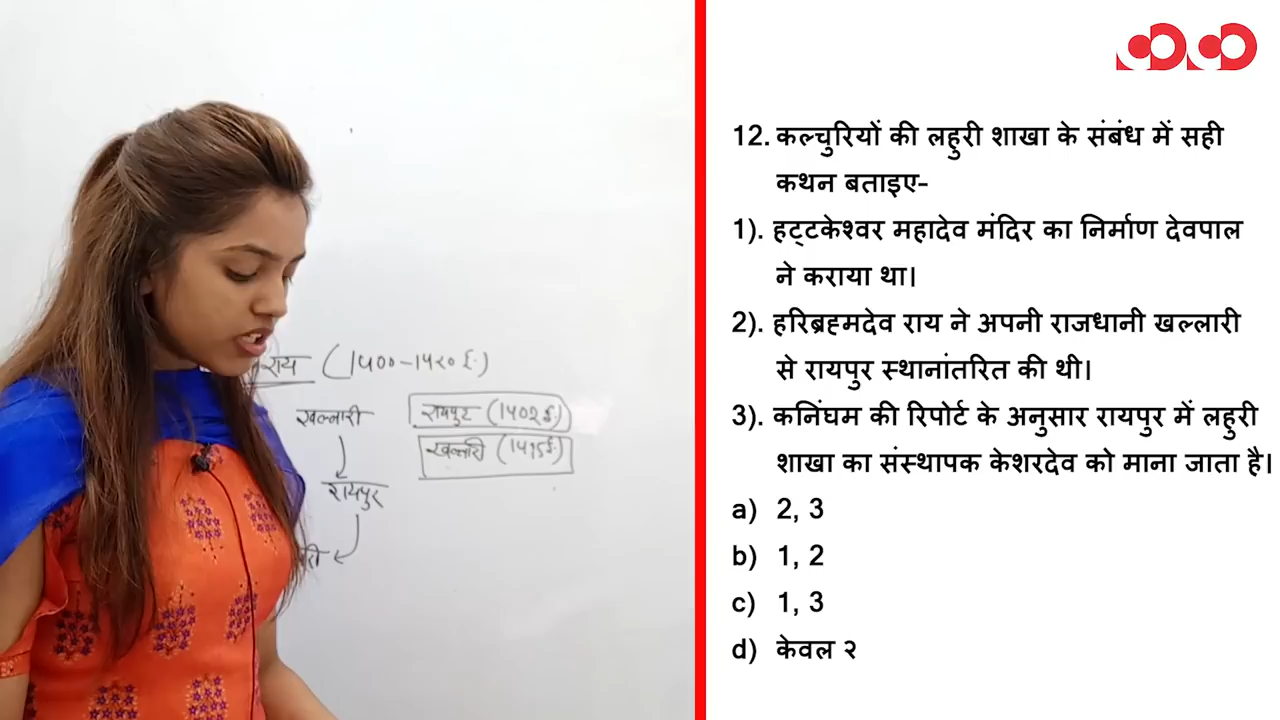 राय (1400-1420 ई.)
खल्लारी
रायपुर (1402 ई.)
खल्लारी (1415 ई.)
रायपुर
12. कल्चुरियों की लहुरी शाखा के संबंध में सही
कथन बताइए-
1). हट्टकेश्वर महादेव मंदिर का निर्माण देवपाल
ने कराया था।
2). हरिब्रह्मदेव राय ने अपनी राजधानी खल्लारी
से रायपुर स्थानांतरित की थी।
3). कनिंघम की रिपोर्ट के अनुसार रायपुर में लहुरी
शाखा का संस्थापक केशरदेव को माना जाता है।
a) 2, 3
b) 1, 2
c) 1, 3
d) केवल २